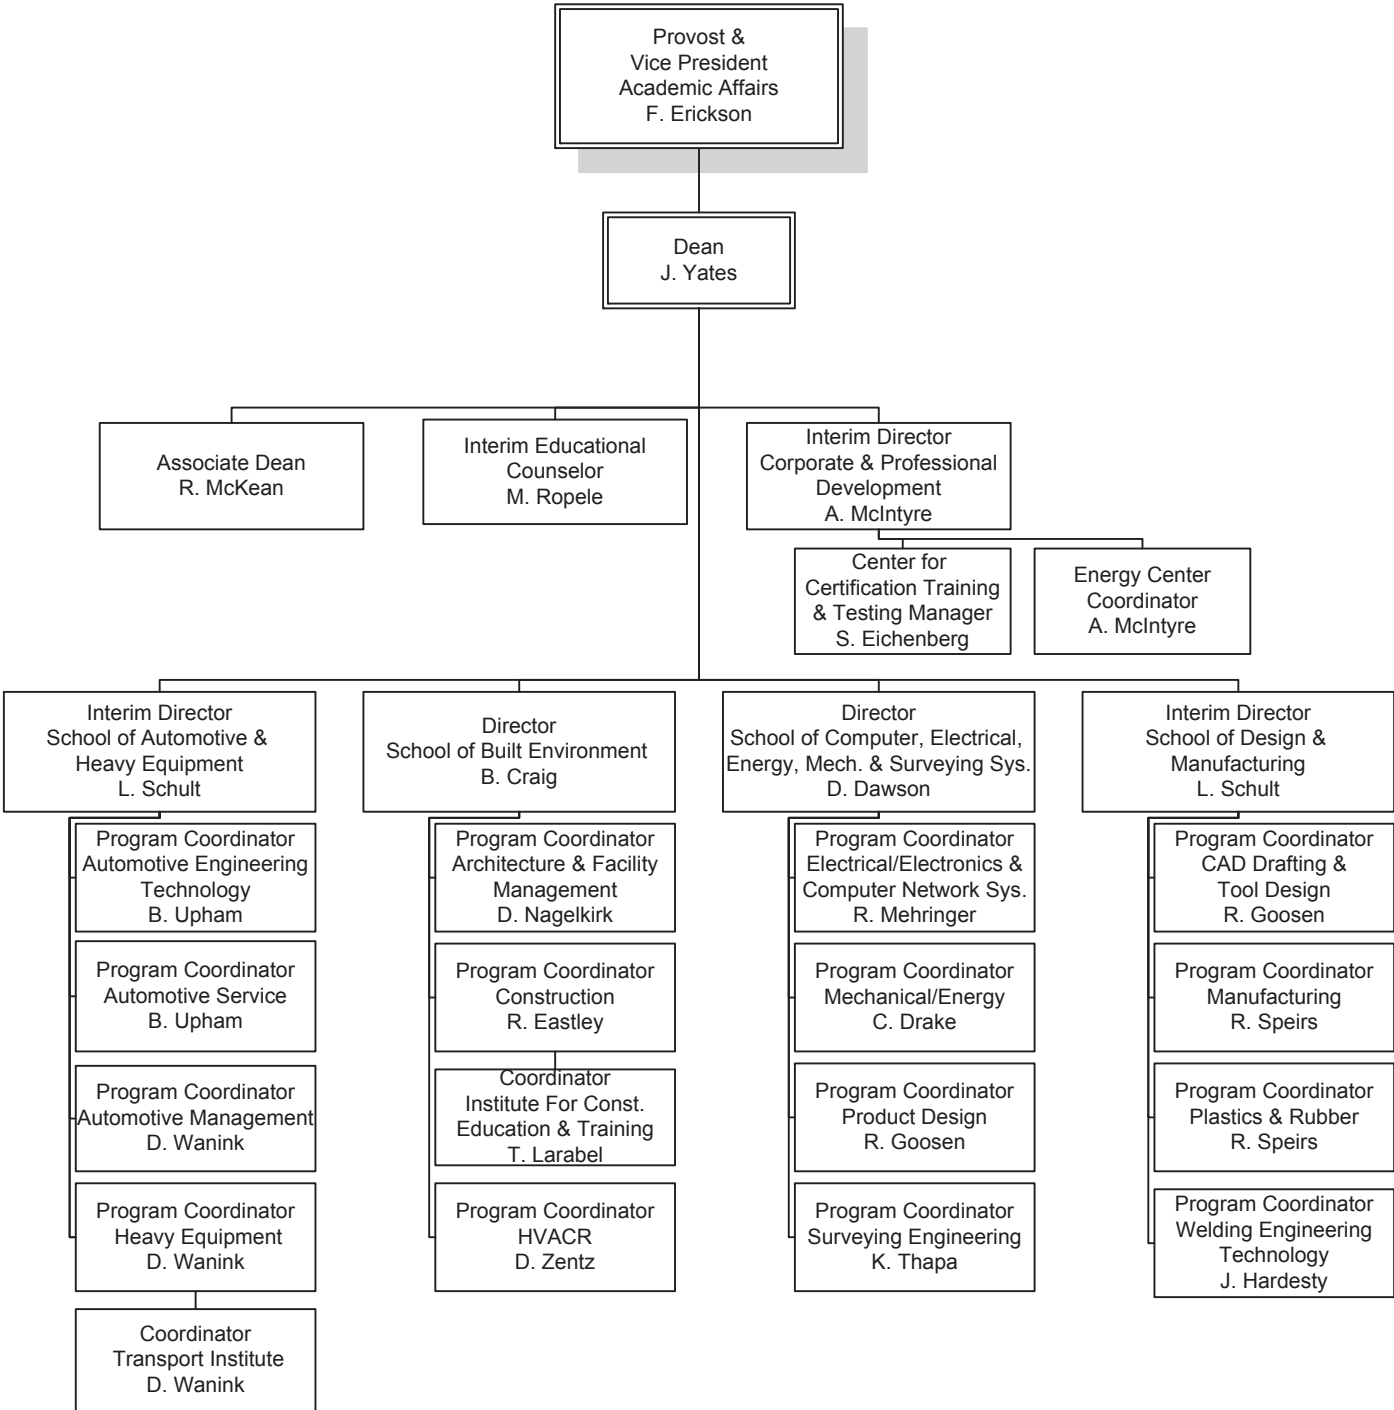 Provost &
Vice President
Academic Affairs
F. Erickson
Dean
J. Yates
Associate Dean
R. McKean
Interim Educational
Counselor
M. Ropele
Interim Director
Corporate & Professional
Development
A. McIntyre
Center for
Certification Training
& Testing Manager
S. Eichenberg
Energy Center
Coordinator
A. McIntyre
Interim Director
School of Automotive &
Heavy Equipment
L. Schult
Program Coordinator
Automotive Engineering
Technology
B. Upham
Program Coordinator
Automotive Service
B. Upham
Program Coordinator
Automotive Management
D. Wanink
Program Coordinator
Heavy Equipment
D. Wanink
Coordinator
Transport Institute
D. Wanink
Director
School of Built Environment
B. Craig
Program Coordinator
Architecture & Facility
Management
D. Nagelkirk
Program Coordinator
Construction
R. Eastley
Coordinator
Institute For Const.
Education & Training
T. Larabel
Program Coordinator
HVACR
D. Zentz
Director
School of Computer, Electrical,
Energy, Mech. & Surveying Sys.
D. Dawson
Program Coordinator
Electrical/Electronics &
Computer Network Sys.
R. Mehringer
Program Coordinator
Mechanical/Energy
C. Drake
Program Coordinator
Product Design
R. Goosen
Program Coordinator
Surveying Engineering
K. Thapa
Interim Director
School of Design &
Manufacturing
L. Schult
Program Coordinator
CAD Drafting &
Tool Design
R. Goosen
Program Coordinator
Manufacturing
R. Speirs
Program Coordinator
Plastics & Rubber
R. Speirs
Program Coordinator
Welding Engineering
Technology
J. Hardesty